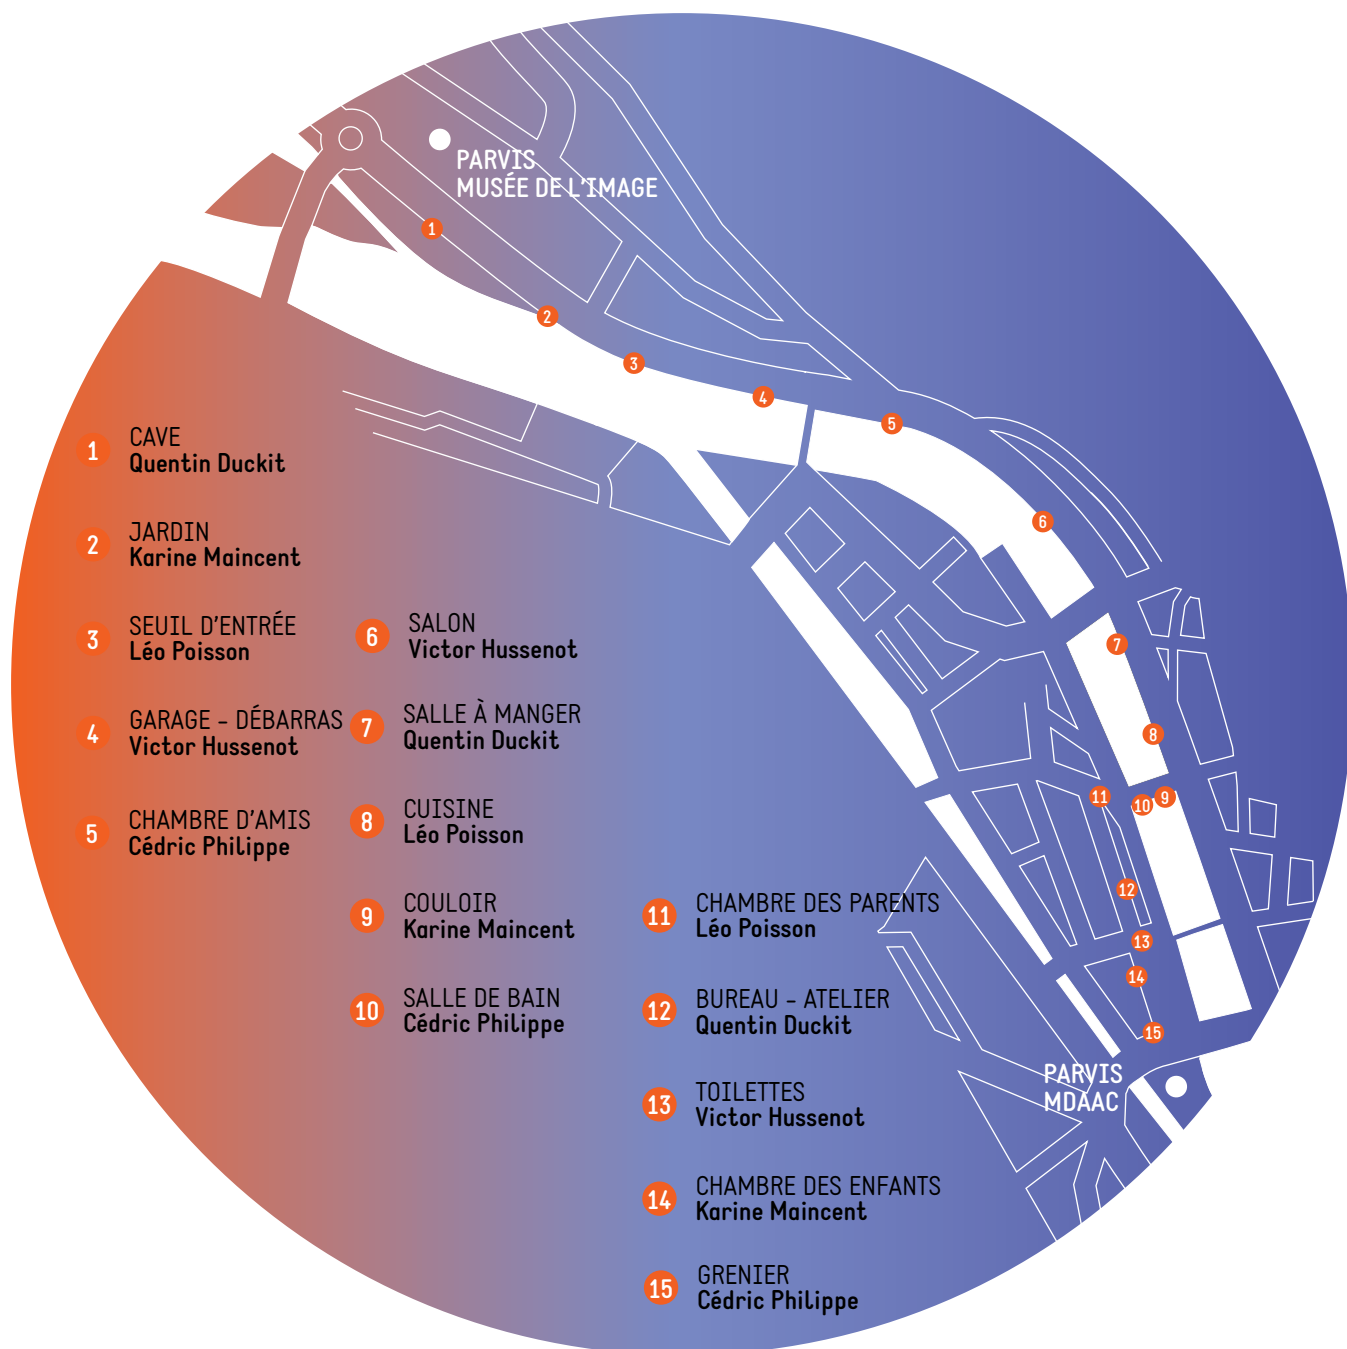 PARVIS
MUSÉE DE L'IMAGE
1
2
3
4
5
6
7
8
9
10
11
12
13
14
15
PARVIS
MDAAC
1 CAVE
Quentin Duckit
2 JARDIN
Karine Maincent
3 SEUIL D'ENTRÉE
Léo Poisson
4 GARAGE – DÉBARRAS
Victor Hussenot
5 CHAMBRE D'AMIS
Cédric Philippe
6 SALON
Victor Hussenot
7 SALLE À MANGER
Quentin Duckit
8 CUISINE
Léo Poisson
9 COULOIR
Karine Maincent
10 SALLE DE BAIN
Cédric Philippe
11 CHAMBRE DES PARENTS
Léo Poisson
12 BUREAU – ATELIER
Quentin Duckit
13 TOILETTES
Victor Hussenot
14 CHAMBRE DES ENFANTS
Karine Maincent
15 GRENIER
Cédric Philippe